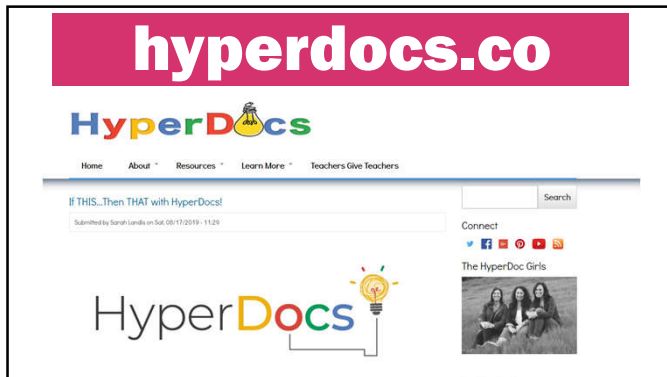 hyperdocs.co
HyperDocs
Home About Resources Learn More Teachers Give Teachers
If THIS...Then THAT with HyperDocs!
Search
Submitted by Sarah Landis on Sat, 08/17/2019 - 11:29
Connect
The HyperDoc Girls
HyperDocs